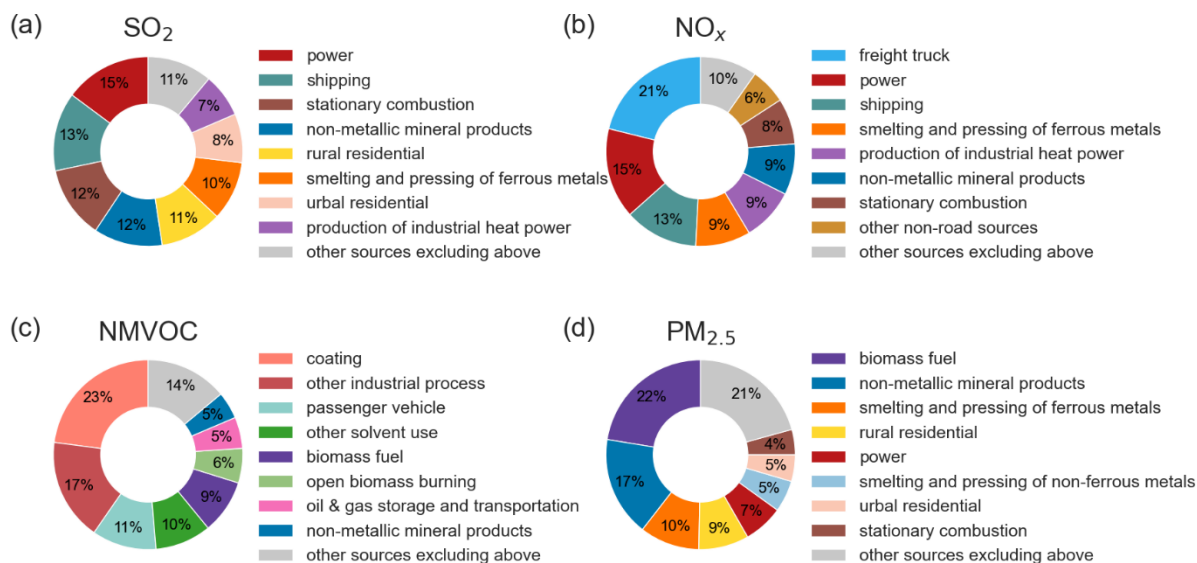 (a)
SO2
15%
13%
12%
12%
11%
10%
8%
7%
11%
power
shipping
stationary combustion
non-metallic mineral products
rural residential
smelting and pressing of ferrous metals
urbal residential
production of industrial heat power
other sources excluding above
(b)
NOx
21%
15%
13%
9%
9%
9%
8%
6%
10%
freight truck
power
shipping
smelting and pressing of ferrous metals
production of industrial heat power
non-metallic mineral products
stationary combustion
other non-road sources
other sources excluding above
(c)
NMVOC
23%
17%
11%
10%
9%
6%
5%
5%
14%
coating
other industrial process
passenger vehicle
other solvent use
biomass fuel
open biomass burning
oil & gas storage and transportation
non-metallic mineral products
other sources excluding above
(d)
PM2.5
22%
17%
10%
9%
7%
5%
5%
4%
21%
biomass fuel
non-metallic mineral products
smelting and pressing of ferrous metals
rural residential
power
smelting and pressing of non-ferrous metals
urbal residential
stationary combustion
other sources excluding above